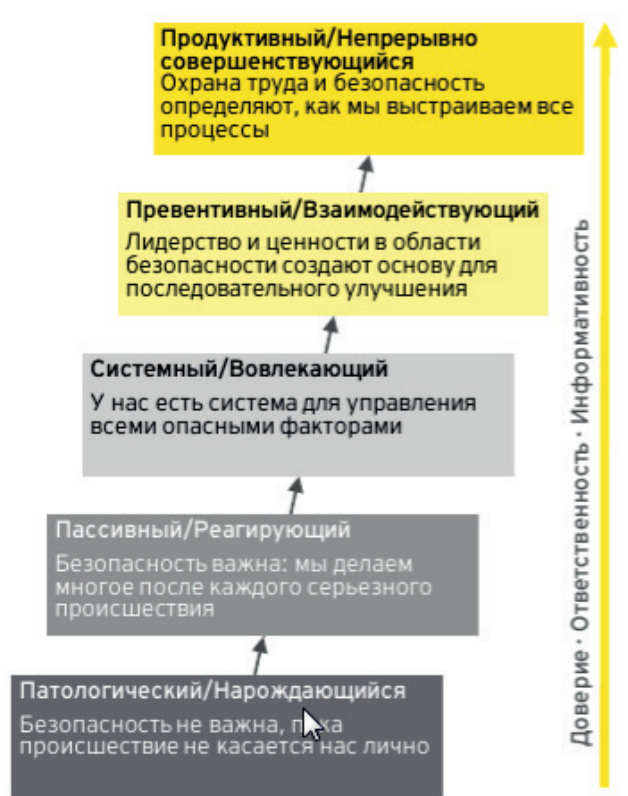 Продуктивный/Непрерывно
совершенствующийся
Охрана труда и безопасность
определяют, как мы выстраиваем все
процессы
Превентивный/Взаимодействующий
Лидерство и ценности в области
безопасности создают основу для
последовательного улучшения
Системный/Вовлекающий
У нас есть система для управления
всеми опасными факторами
Пассивный/Реагирующий
Безопасность важна: мы делаем
многое после каждого серьезного
происшествия
Патологический/Нарождающийся
Безопасность не важна, пока
происшествие не касается нас лично
Доверие · Ответственность · Информативность